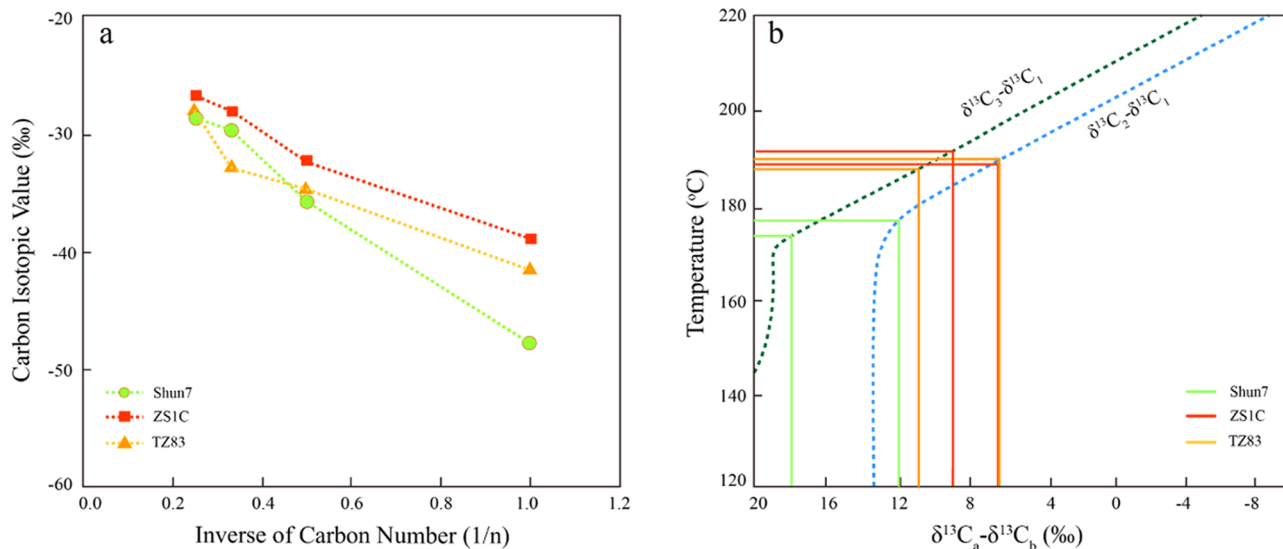 a
Carbon Isotopic Value (‰)
-20
-30
-40
-50
-60
0.0
0.2
0.4
0.6
0.8
1.0
1.2
Inverse of Carbon Number (1/n)
Shun7
ZS1C
TZ83
b
Temperature (°C)
220
200
180
160
140
120
20
16
12
8
4
0
-4
-8
δ¹³Cₐ-δ¹³C_b (‰)
δ¹³C₃-δ¹³C₁
δ¹³C₂-δ¹³C₁
Shun7
ZS1C
TZ83